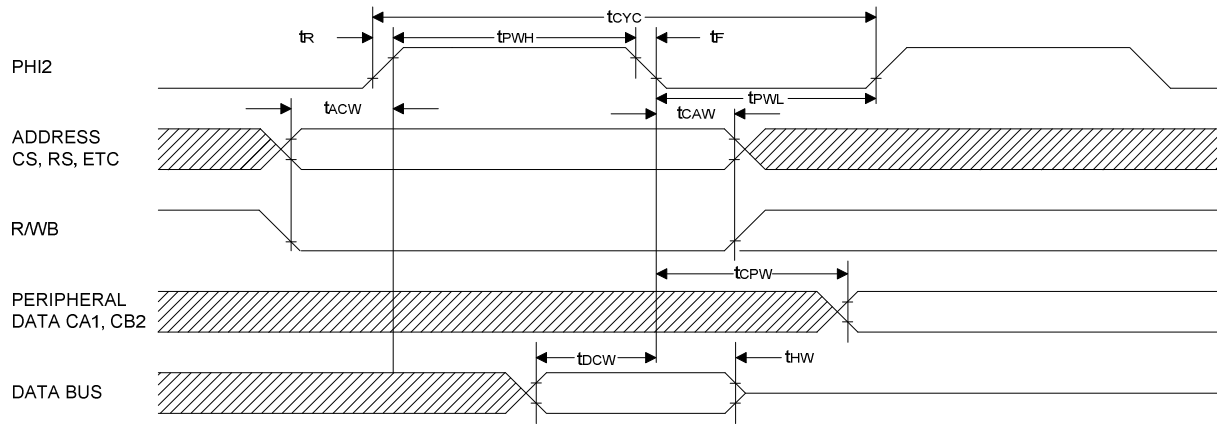 tCYC
tR
tPWH
tF
PHI2
tACW
tPWL
tCAW
ADDRESS
CS, RS, ETC
R/WB
tCPW
PERIPHERAL
DATA CA1, CB2
tDCW
tHW
DATA BUS